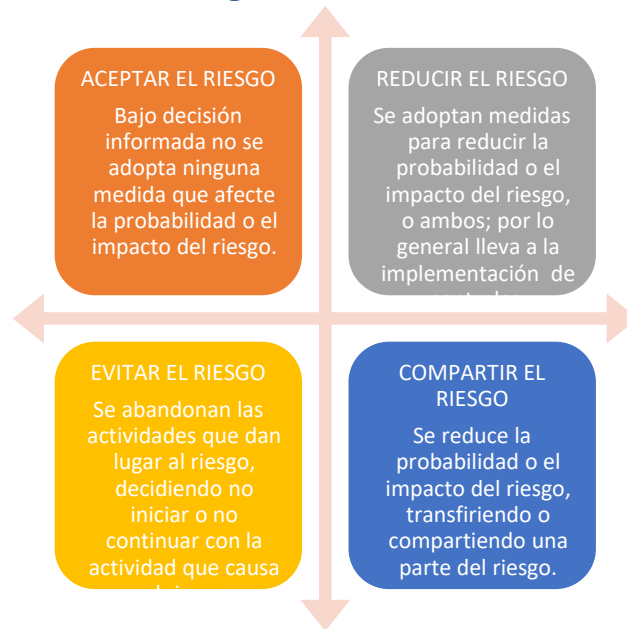 ACEPTAR EL RIESGO
Bajo decisión
informada no se
adopta ninguna
medida que afecte
la probabilidad o el
impacto del riesgo.
REDUCIR EL RIESGO
Se adoptan medidas
para reducir la
probabilidad o el
impacto del riesgo,
o ambos; por lo
general lleva a la
implementación de
EVITAR EL RIESGO
Se abandonan las
actividades que dan
lugar al riesgo,
decidiendo no
iniciar o no
continuar con la
actividad que causa
COMPARTIR EL
RIESGO
Se reduce la
probabilidad o el
impacto del riesgo,
transfiriendo o
compartiendo una
parte del riesgo.